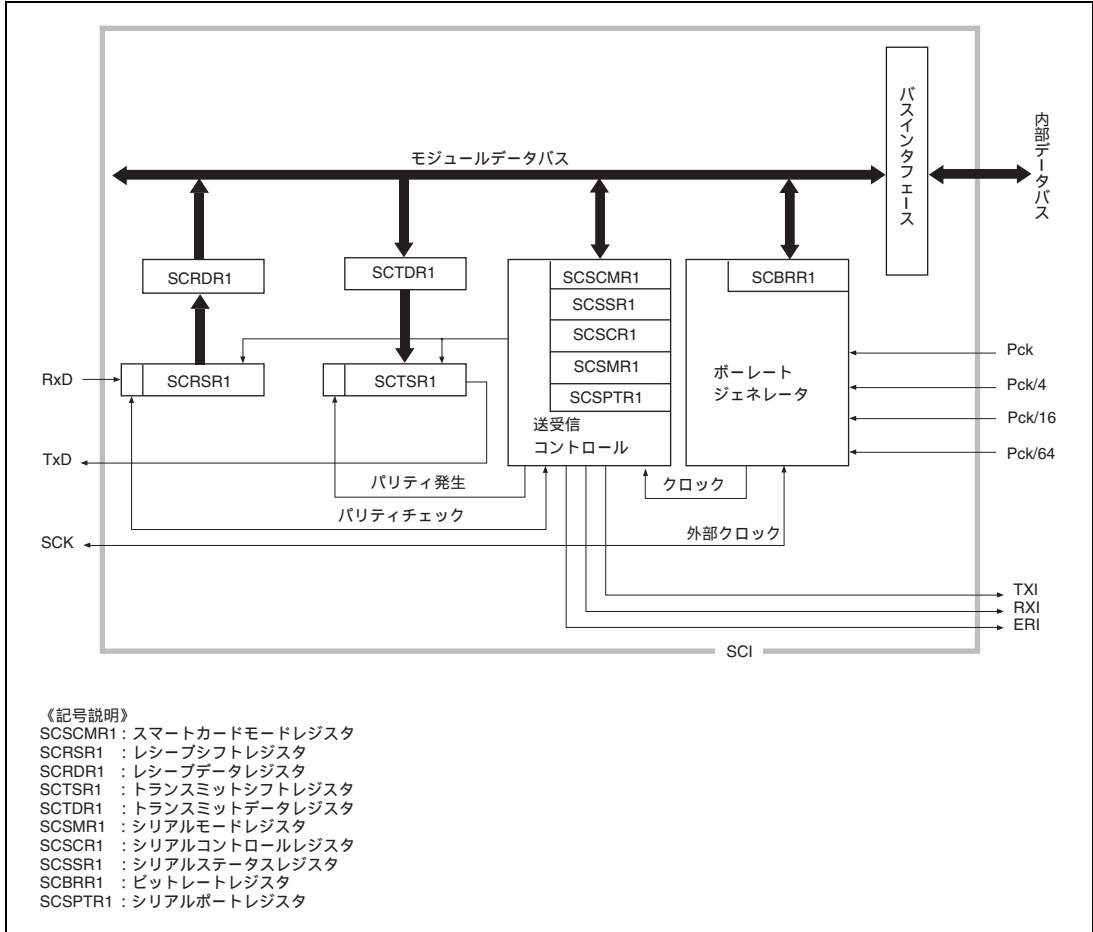 バスインタフェース
内部データバス
モジュールデータバス
SCRDR1
SCTDR1
SCSCMR1
SCBRR1
SCSSR1
SCSCR1
SCSMR1
SCSPTR1
SCRSR1
SCTSR1
ボーレート
ジェネレータ
送受信
コントロール
RxD
TxD
SCK
Pck
Pck/4
Pck/16
Pck/64
パリティ発生
クロック
パリティチェック
外部クロック
TXI
RXI
ERI
SCI
《記号説明》
SCSCMR1 : スマートカードモードレジスタ
SCRSR1 : レシーブシフトレジスタ
SCRDR1 : レシーブデータレジスタ
SCTSR1 : トランスミットシフトレジスタ
SCTDR1 : トランスミットデータレジスタ
SCSMR1 : シリアルモードレジスタ
SCSCR1 : シリアルコントロールレジスタ
SCSSR1 : シリアルステータスレジスタ
SCBRR1 : ビットレートレジスタ
SCSPTR1 : シリアルポートレジスタ